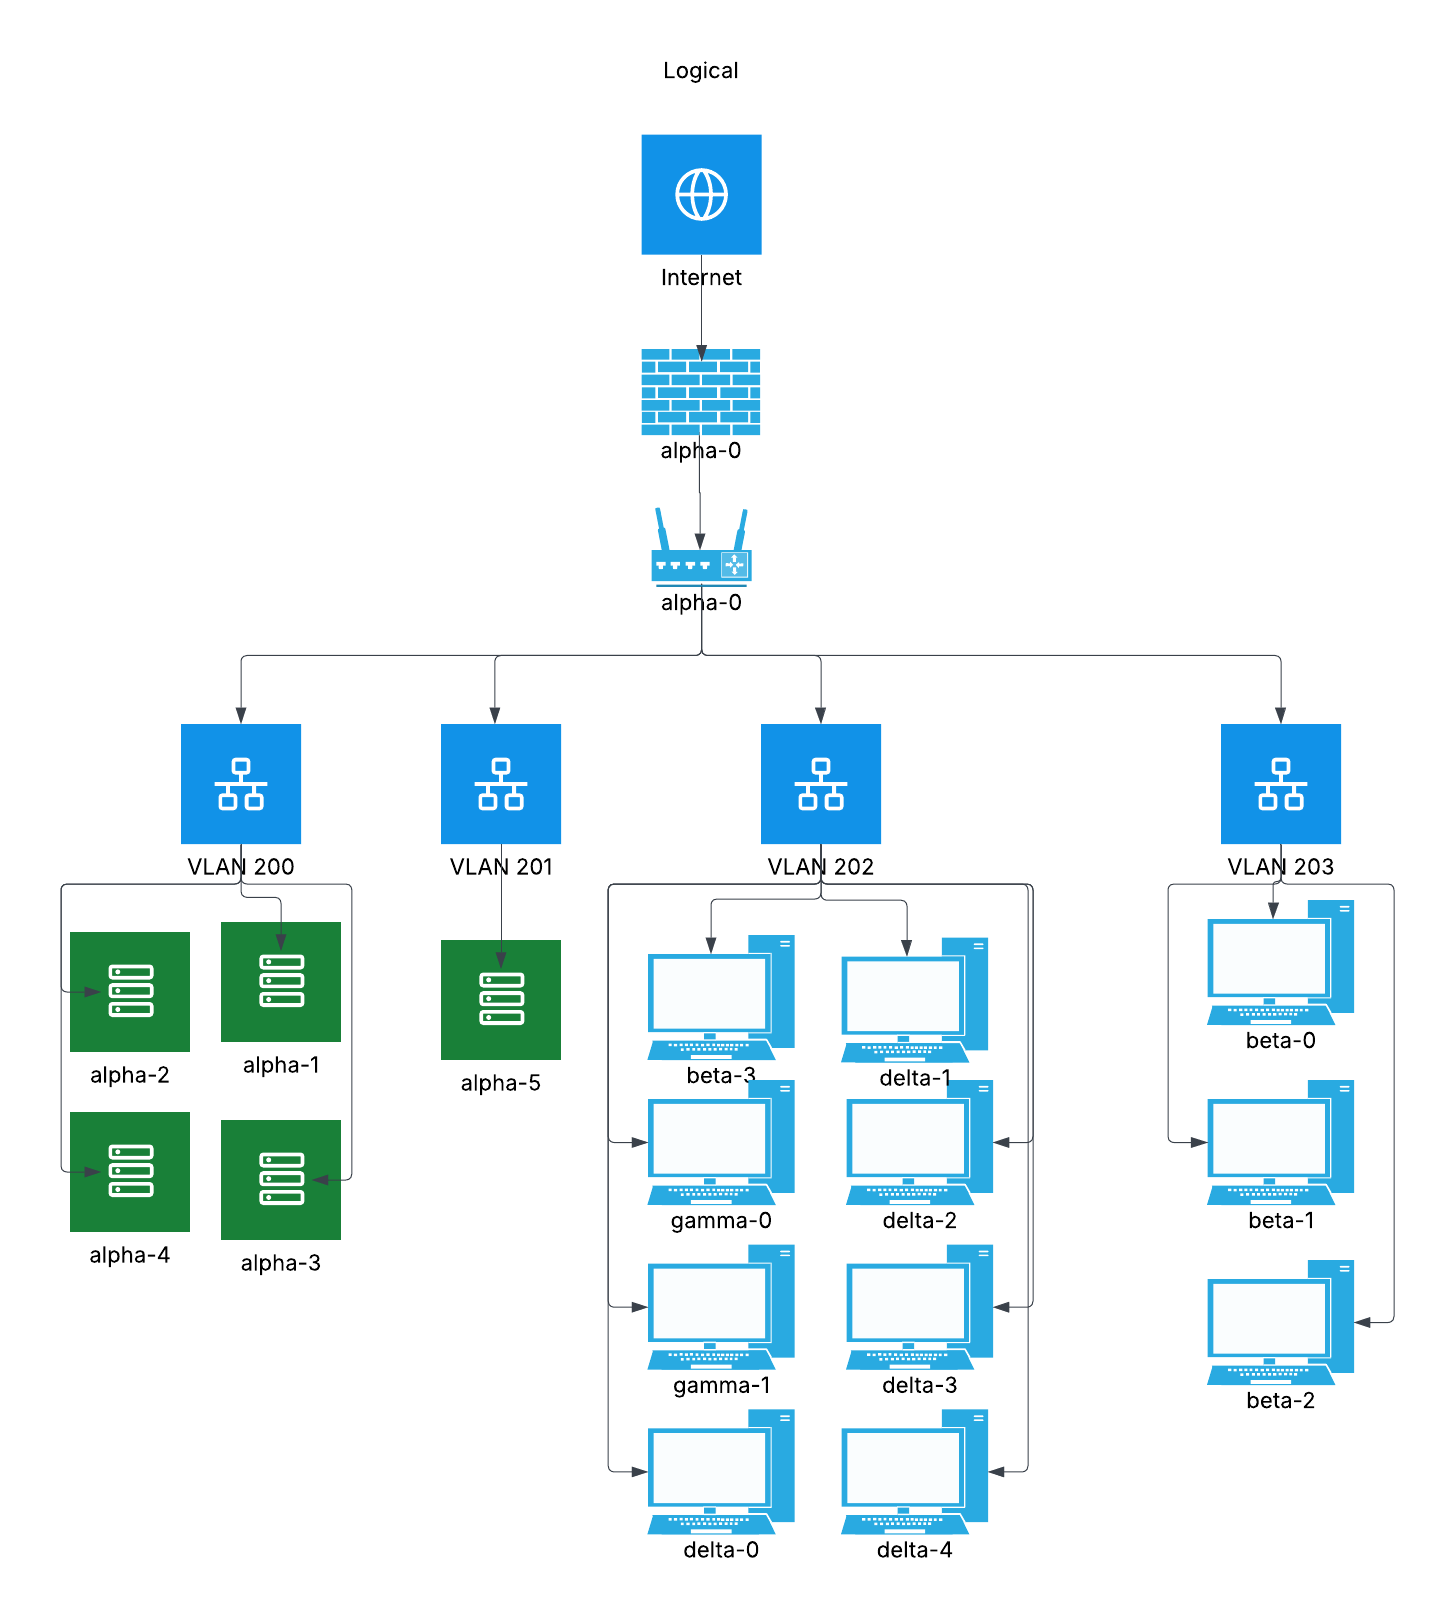 Logical
Internet
alpha-0
alpha-0
VLAN 200
VLAN 201
VLAN 202
VLAN 203
alpha-2
alpha-1
alpha-4
alpha-3
alpha-5
beta-3
delta-1
gamma-0
delta-2
gamma-1
delta-3
delta-0
delta-4
beta-0
beta-1
beta-2